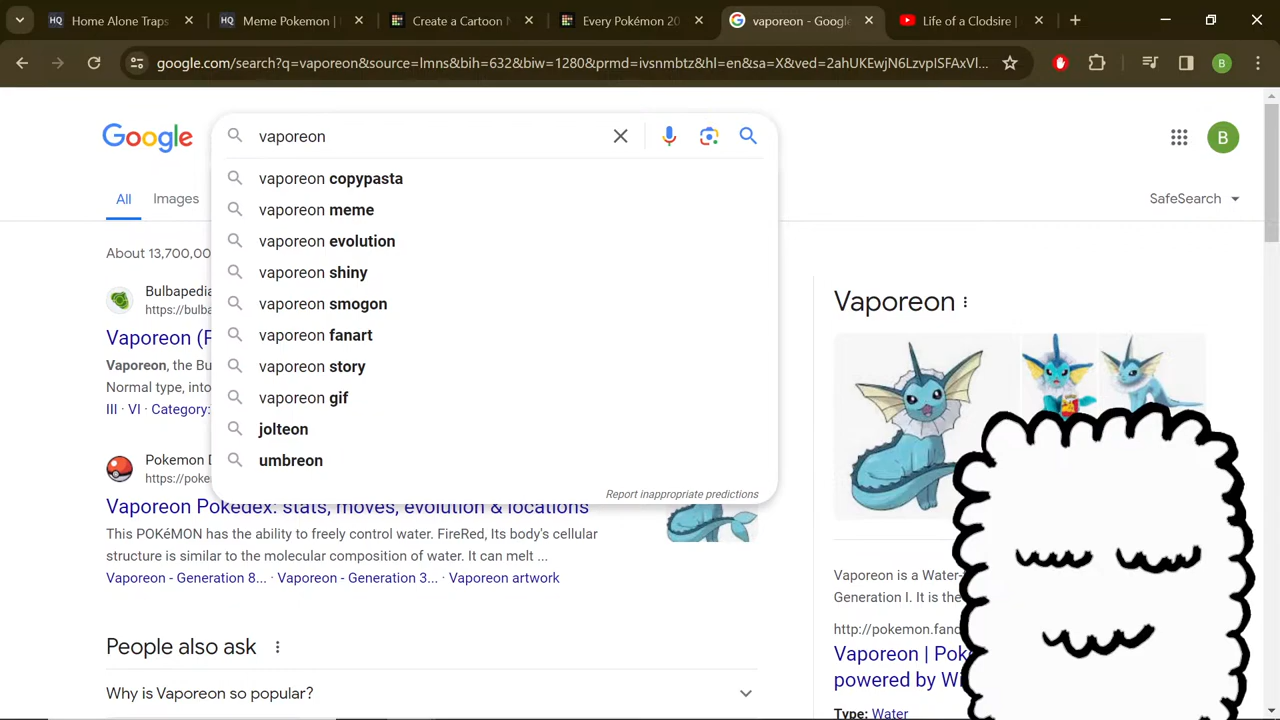 Home Alone Traps
Meme Pokemon |
Create a Cartoon
Every Pokémon 20
vaporeon - Google
Life of a Clodsire |
google.com/search?q=vaporeon&source=lmns&bih=632&biw=1280&prmd=ivsnmbtz&hl=en&sa=X&ved=2ahUKEwjN6LzvpISFAxVl...
B
Google
vaporeon
B
All
Images
SafeSearch
vaporeon copypasta
vaporeon meme
vaporeon evolution
vaporeon shiny
vaporeon smogon
vaporeon fanart
vaporeon story
vaporeon gif
jolteon
umbreon
Report inappropriate predictions
About 13,700,00
Bulbapedia
https://bulba
Vaporeon (P
Vaporeon, the Bu
Normal type, into
III · VI · Category:
Pokemon D
https://poke
Vaporeon Pokédex: stats, moves, evolution & locations
This POKéMON has the ability to freely control water. FireRed, Its body's cellular
structure is similar to the molecular composition of water. It can melt ...
Vaporeon - Generation 8... · Vaporeon - Generation 3... · Vaporeon artwork
People also ask
Why is Vaporeon so popular?
Vaporeon
Vaporeon is a Water-
Generation I. It is the
http://pokemon.fand
Vaporeon | Pok
powered by Wi
Type: Water